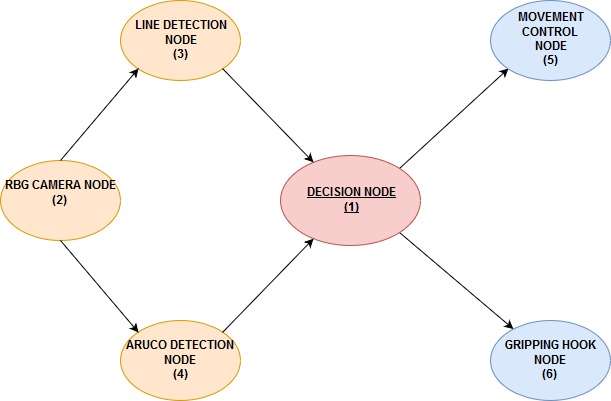 LINE DETECTION
NODE
(3)
MOVEMENT
CONTROL
NODE
(5)
RBG CAMERA NODE
(2)
DECISION NODE
(1)
ARUCO DETECTION
NODE
(4)
GRIPPING HOOK
NODE
(6)